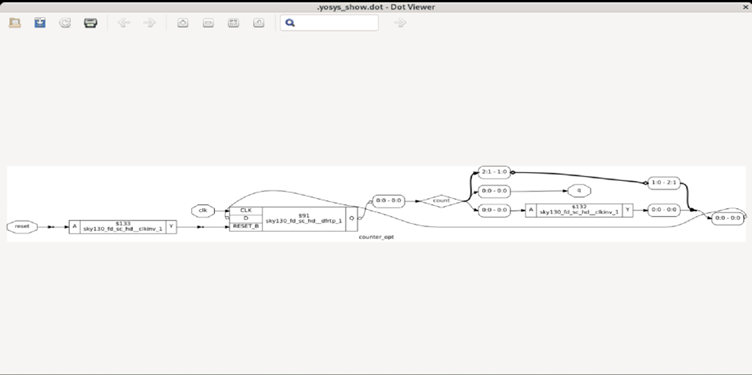 .yosys_show.dot - Dot Viewer
2:1 - 1:0
1:0 - 2:1
0:0 - 0:0
q
0:0 - 0:0
count
clk
CLK
D
RESET_B
$91
sky130_fd_sc_hd__dfrtp_1
Q
0:0 - 0:0
A
$132
sky130_fd_sc_hd__clkinv_1
Y
0:0 - 0:0
0:0 - 0:0
reset
A
$133
sky130_fd_sc_hd__clkinv_1
Y
counter_opt